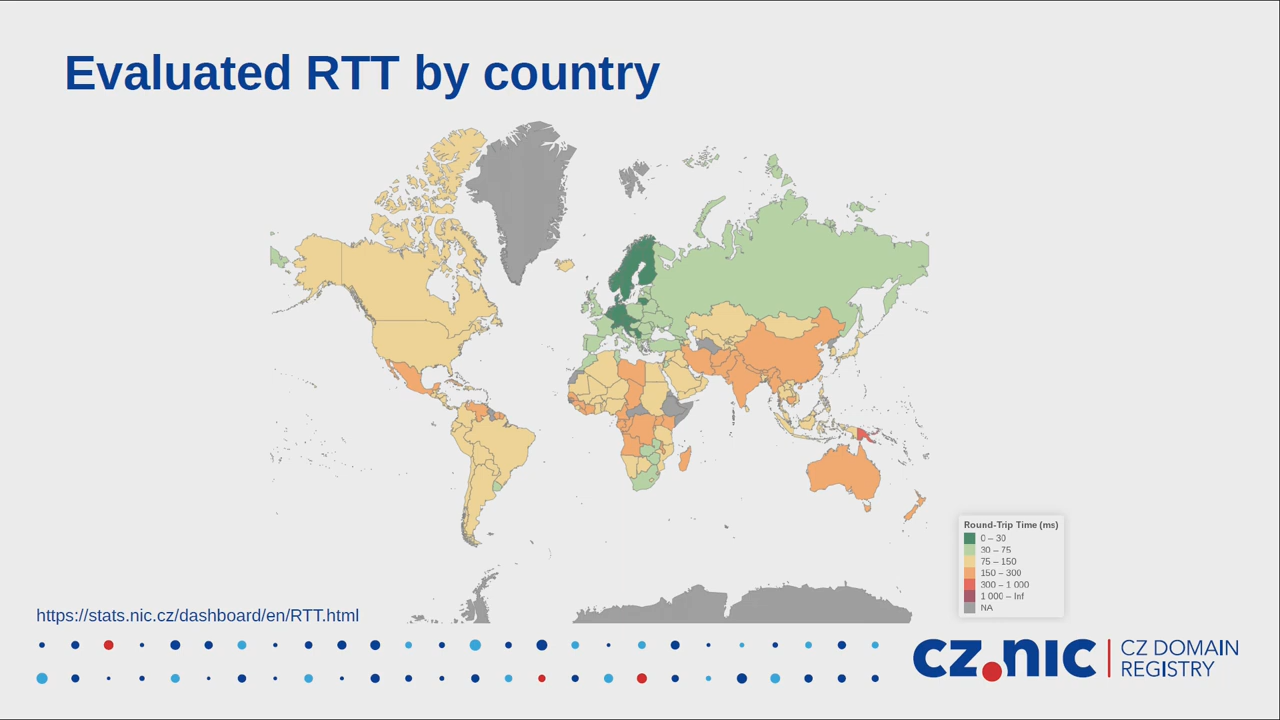 Evaluated RTT by country
Round-Trip Time (ms)
0 – 30
30 – 75
75 – 150
150 – 300
300 – 1 000
1 000 – Inf
NA
https://stats.nic.cz/dashboard/en/RTT.html
cz.nic
CZ DOMAIN
REGISTRY